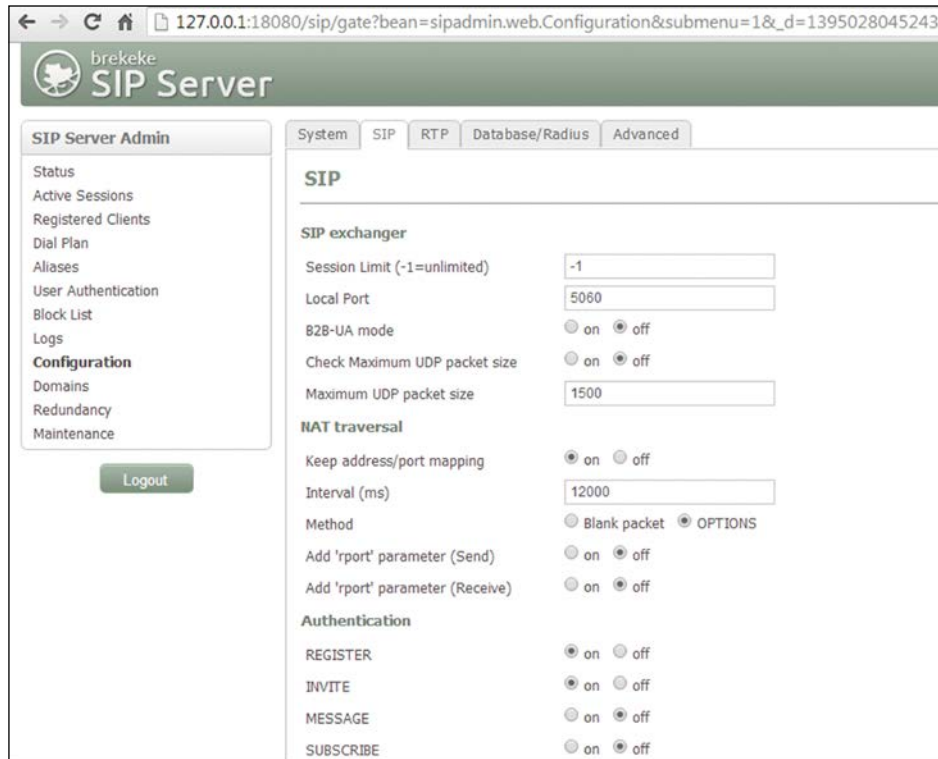 127.0.0.1:18080/sip/gate?bean=sipadmin.web.Configuration&submenu=1&_d=1395028045243
brekeke
SIP Server
SIP Server Admin
Status
Active Sessions
Registered Clients
Dial Plan
Aliases
User Authentication
Block List
Logs
Configuration
Domains
Redundancy
Maintenance
Logout
System SIP RTP Database/Radius Advanced
SIP
SIP exchanger
Session Limit (-1=unlimited) -1
Local Port 5060
B2B-UA mode on off
Check Maximum UDP packet size on off
Maximum UDP packet size 1500
NAT traversal
Keep address/port mapping on off
Interval (ms) 12000
Method Blank packet OPTIONS
Add 'rport' parameter (Send) on off
Add 'rport' parameter (Receive) on off
Authentication
REGISTER on off
INVITE on off
MESSAGE on off
SUBSCRIBE on off